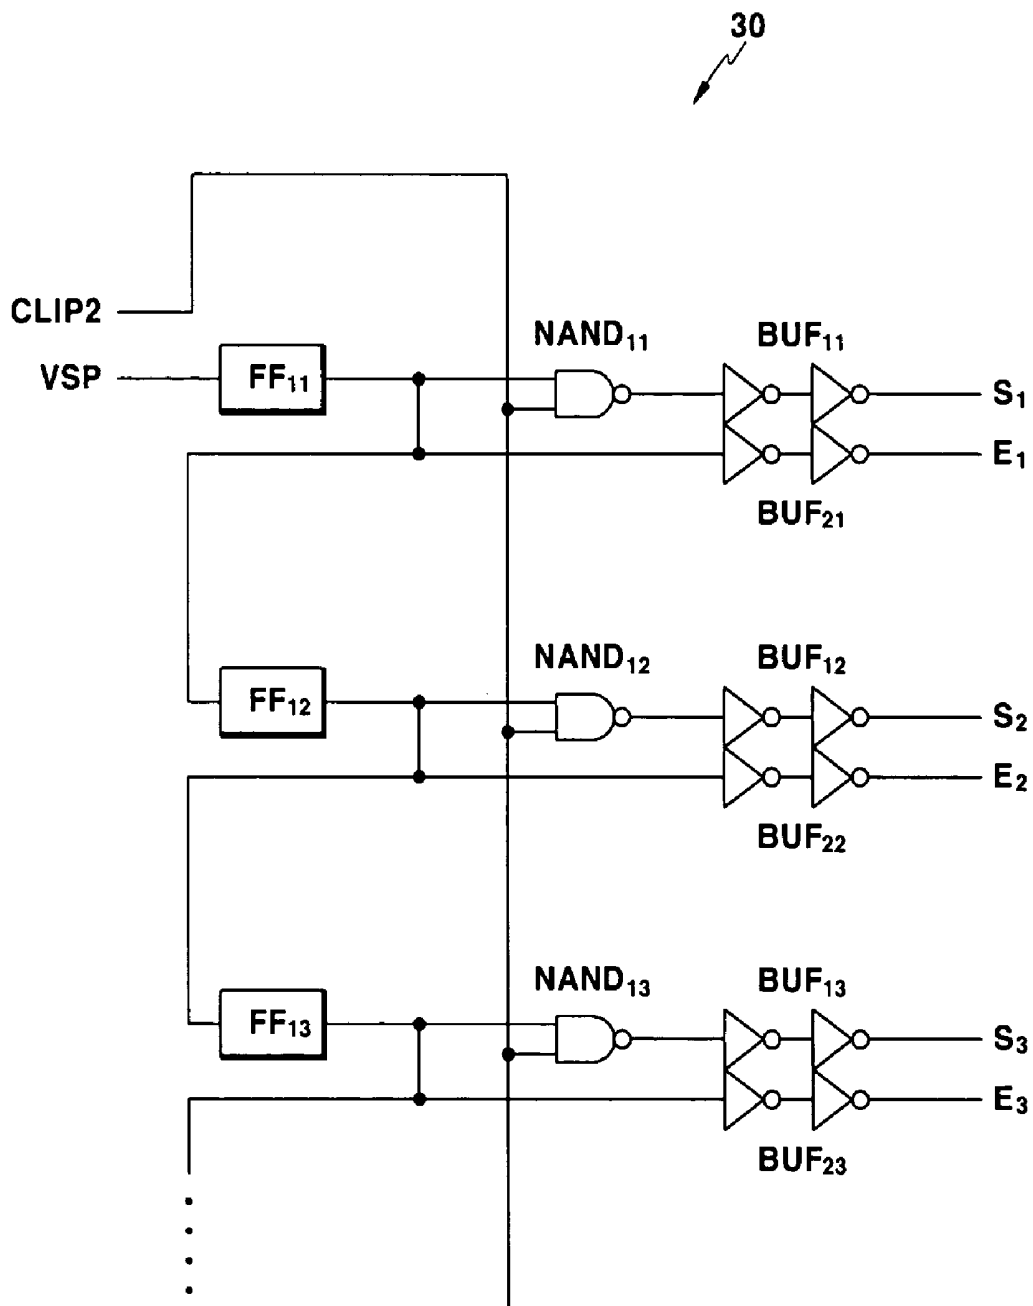 30
CLIP2
VSP
FF11
NAND11
BUF11
S1
E1
BUF21
FF12
NAND12
BUF12
S2
E2
BUF22
FF13
NAND13
BUF13
S3
E3
BUF23